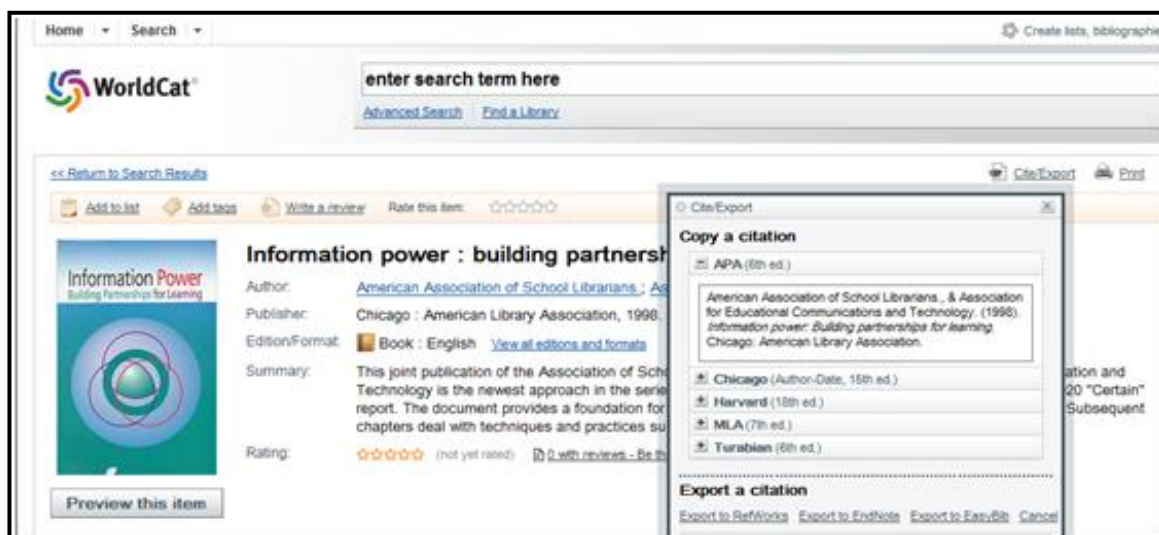 Home Search Create lists, bibliographie
WorldCat®
enter search term here
Advanced Search Find a Library
<< Return to Search Results
Cite/Export Print
Add to list Add tags Write a review Rate this item:
Information Power
Building Partnerships for Learning
Preview this item
Information power : building partnersh
Author: American Association of School Librarians.; As
Publisher: Chicago : American Library Association, 1998.
Edition/Format: Book : English View all editions and formats
Summary: This joint publication of the Association of Scho
Technology is the newest approach in the serie
report. The document provides a foundation for
chapters deal with techniques and practices su
ation and
20 "Certain"
Subsequent
Rating: (not yet rated) 0 with reviews - Be th
Cite/Export
Copy a citation
APA (6th ed.)
American Association of School Librarians., & Association
for Educational Communications and Technology. (1998).
Information power: Building partnerships for learning.
Chicago: American Library Association.
Chicago (Author-Date, 15th ed.)
Harvard (18th ed.)
MLA (7th ed.)
Turabian (6th ed.)
Export a citation
Export to RefWorks Export to EndNote Export to EasyBib Cancel